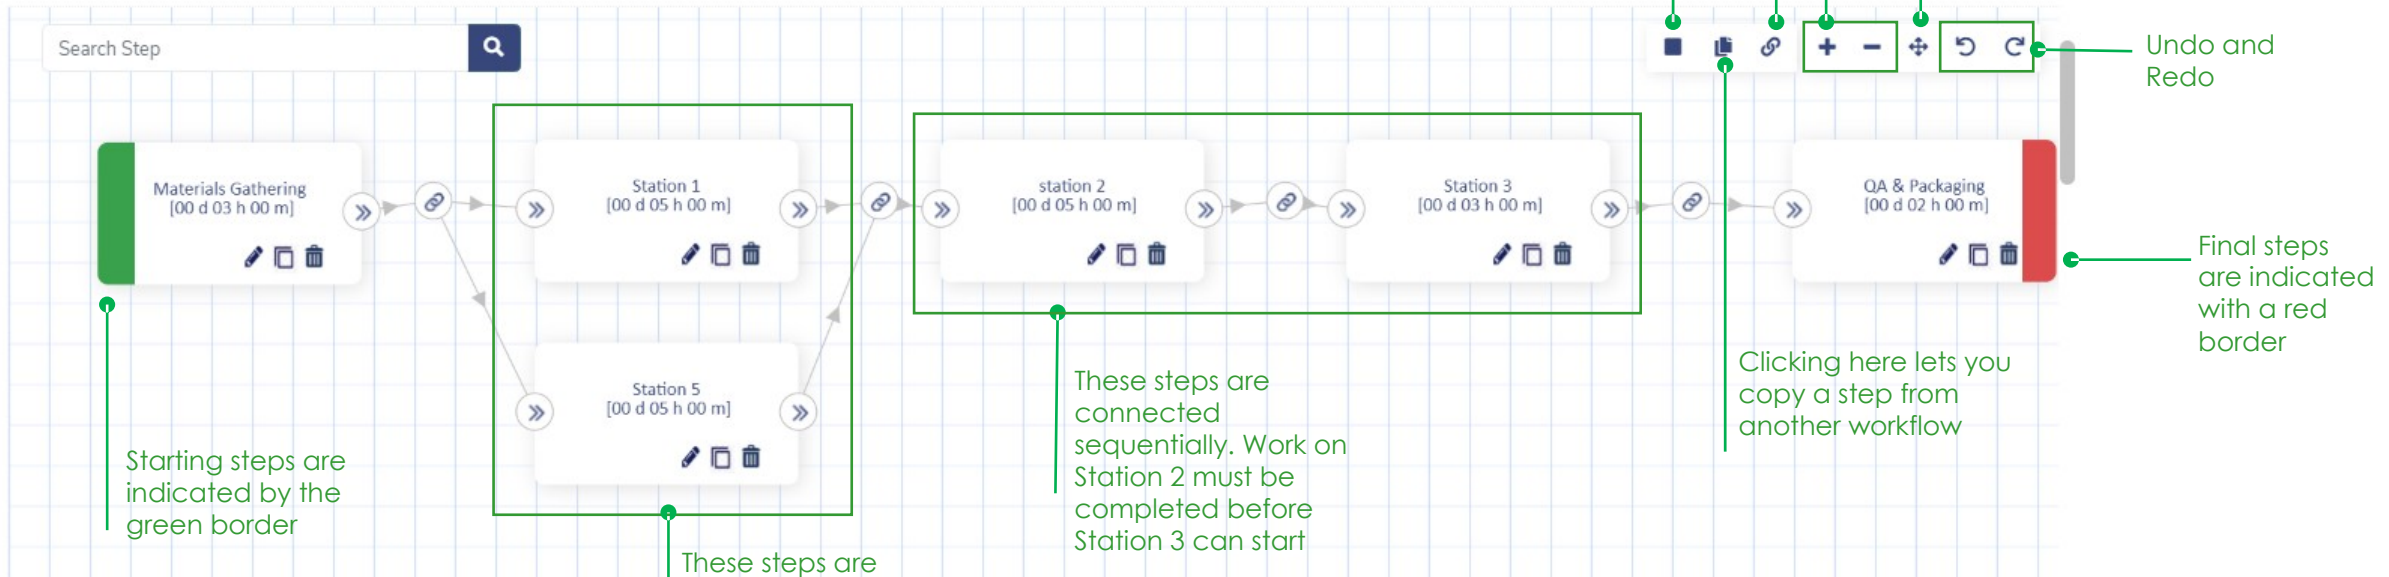 Search Step
Undo and
Redo
Materials Gathering
[00 d 03 h 00 m]
Station 1
[00 d 05 h 00 m]
station 2
[00 d 05 h 00 m]
Station 3
[00 d 03 h 00 m]
QA & Packaging
[00 d 02 h 00 m]
Station 5
[00 d 05 h 00 m]
Final steps
are indicated
with a red
border
Clicking here lets you
copy a step from
another workflow
These steps are
connected
sequentially. Work on
Station 2 must be
completed before
Station 3 can start
Starting steps are
indicated by the
green border
These steps are